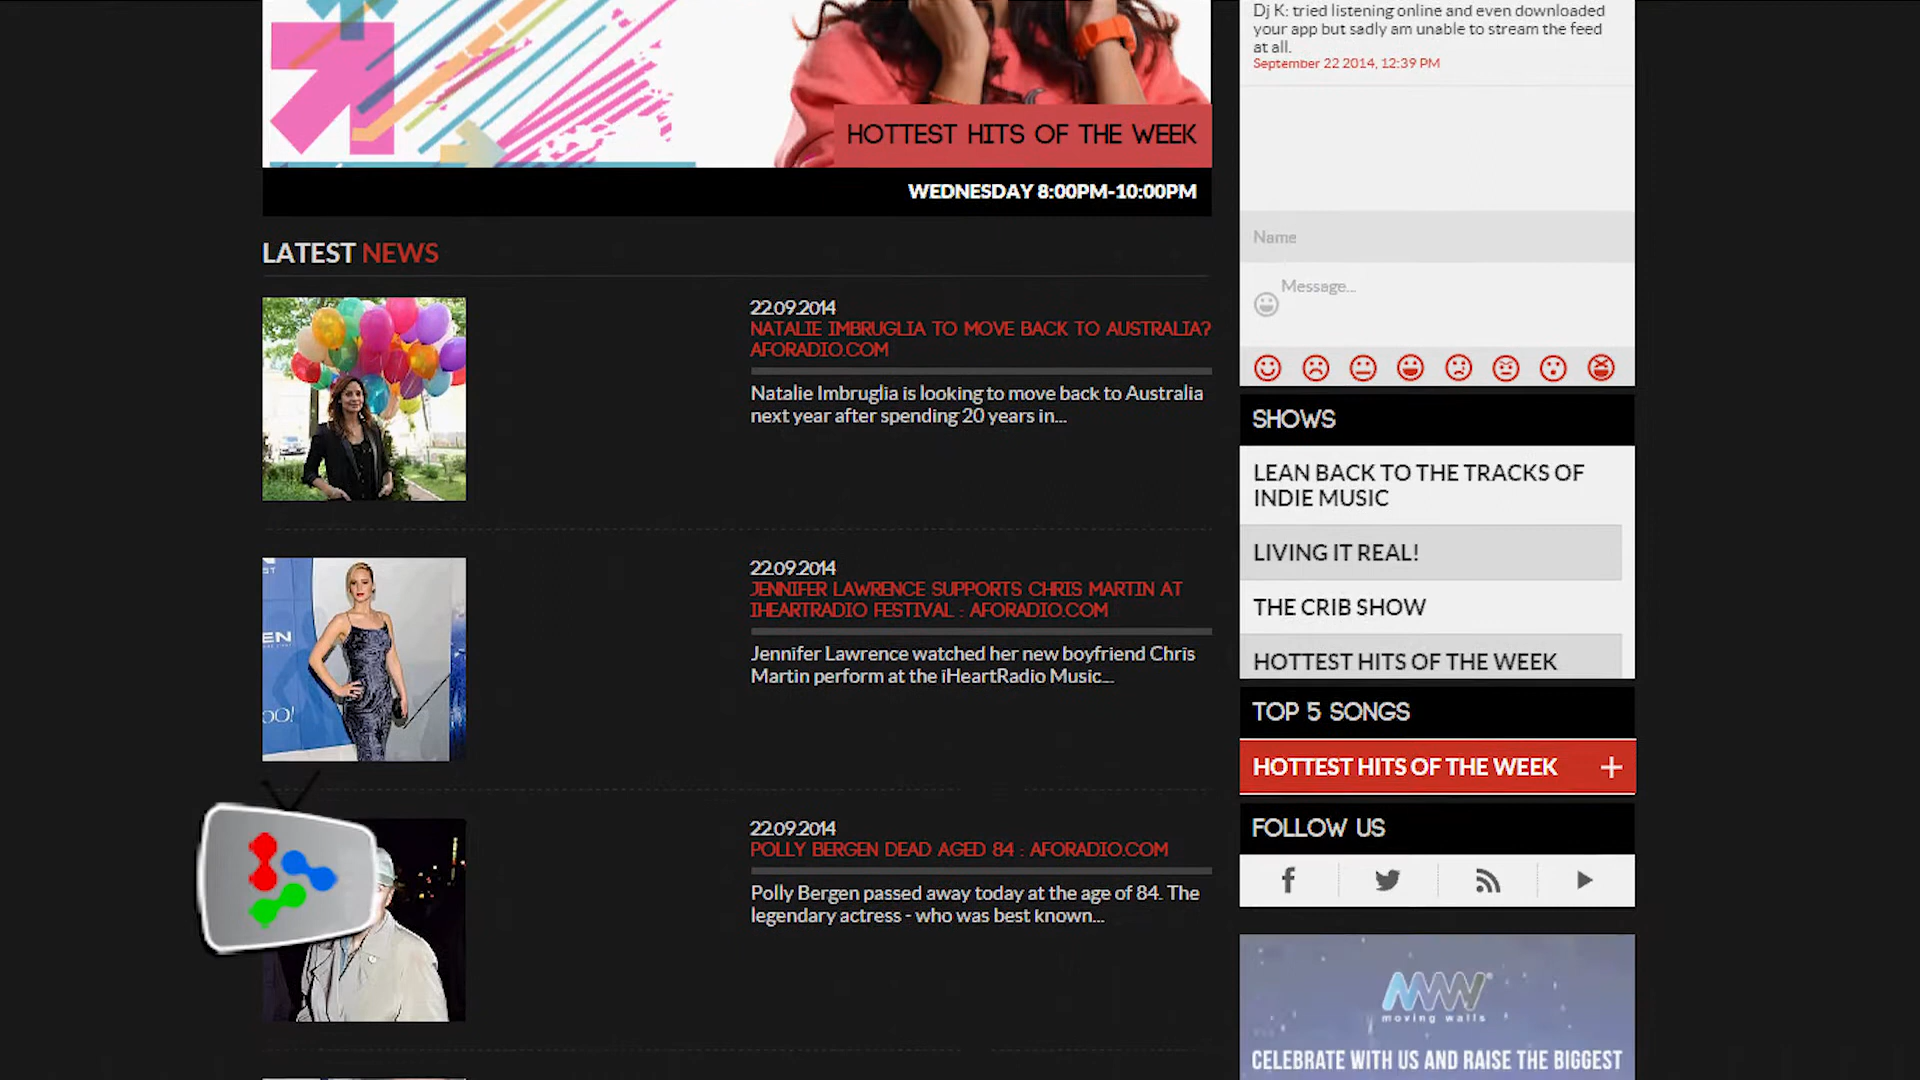 HOTTEST HITS OF THE WEEK
WEDNESDAY 8:00PM-10:00PM
LATEST NEWS
22.09.2014
NATALIE IMBRUGLIA TO MOVE BACK TO AUSTRALIA?
AFORADIO.COM
Natalie Imbruglia is looking to move back to Australia
next year after spending 20 years in...
22.09.2014
JENNIFER LAWRENCE SUPPORTS CHRIS MARTIN AT
IHEARTRADIO FESTIVAL : AFORADIO.COM
Jennifer Lawrence watched her new boyfriend Chris
Martin perform at the iHeartRadio Music...
22.09.2014
POLLY BERGEN DEAD AGED 84 : AFORADIO.COM
Polly Bergen passed away today at the age of 84. The
legendary actress - who was best known...
Dj K: tried listening online and even downloaded
your app but sadly am unable to stream the feed
at all.
September 22 2014, 12:39 PM
Name
Message...
SHOWS
LEAN BACK TO THE TRACKS OF
INDIE MUSIC
LIVING IT REAL!
THE CRIB SHOW
HOTTEST HITS OF THE WEEK
TOP 5 SONGS
HOTTEST HITS OF THE WEEK +
FOLLOW US
moving walls
CELEBRATE WITH US AND RAISE THE BIGGEST